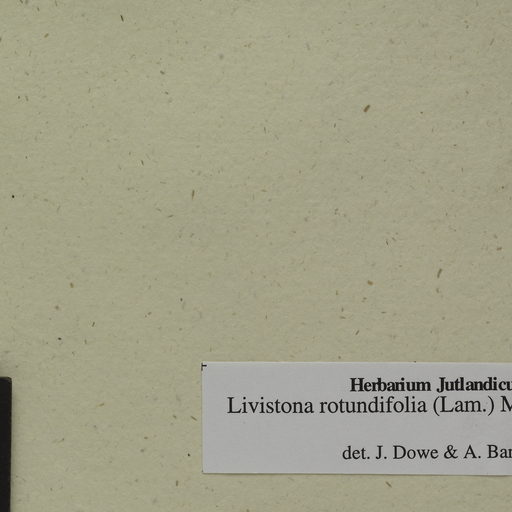 Herbarium Jutlandicu
Livistona rotundifolia (Lam.) M
det. J. Dowe & A. Bar